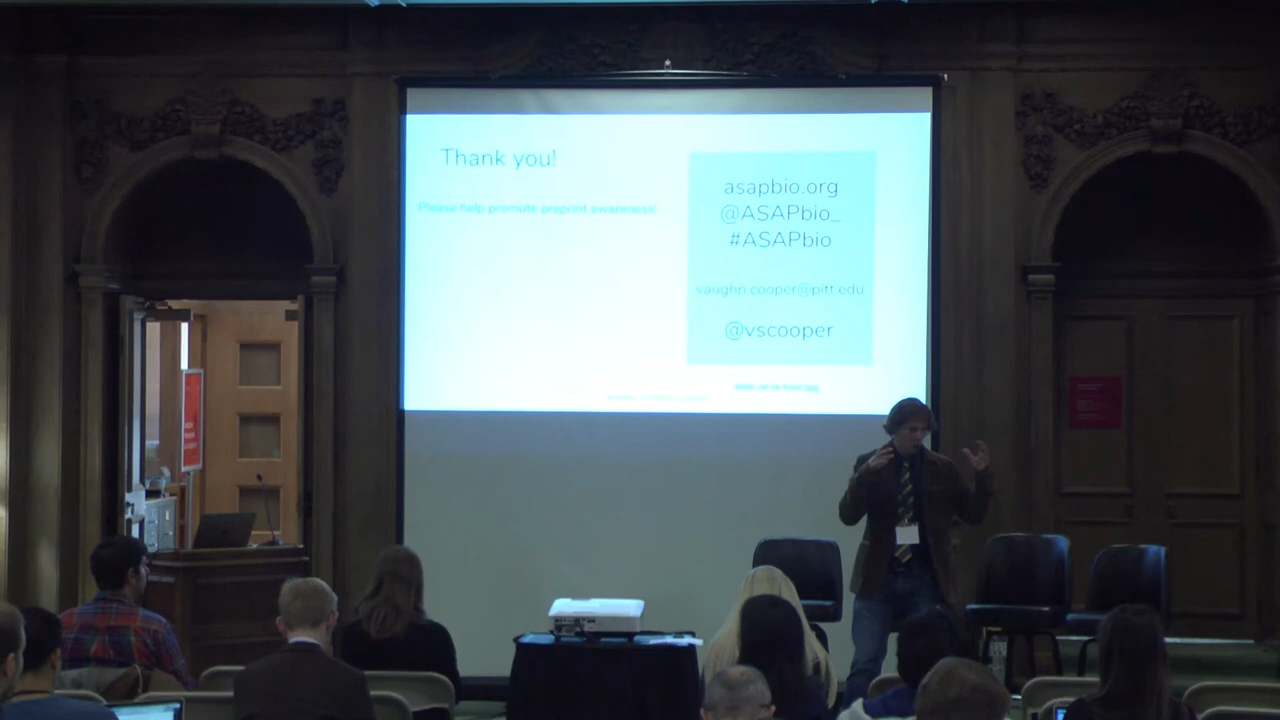 Thank you!
Please help promote preprint awareness!
asapbio.org
@ASAPbio_
#ASAPbio
vaughn.cooper@pitt.edu
@vscooper